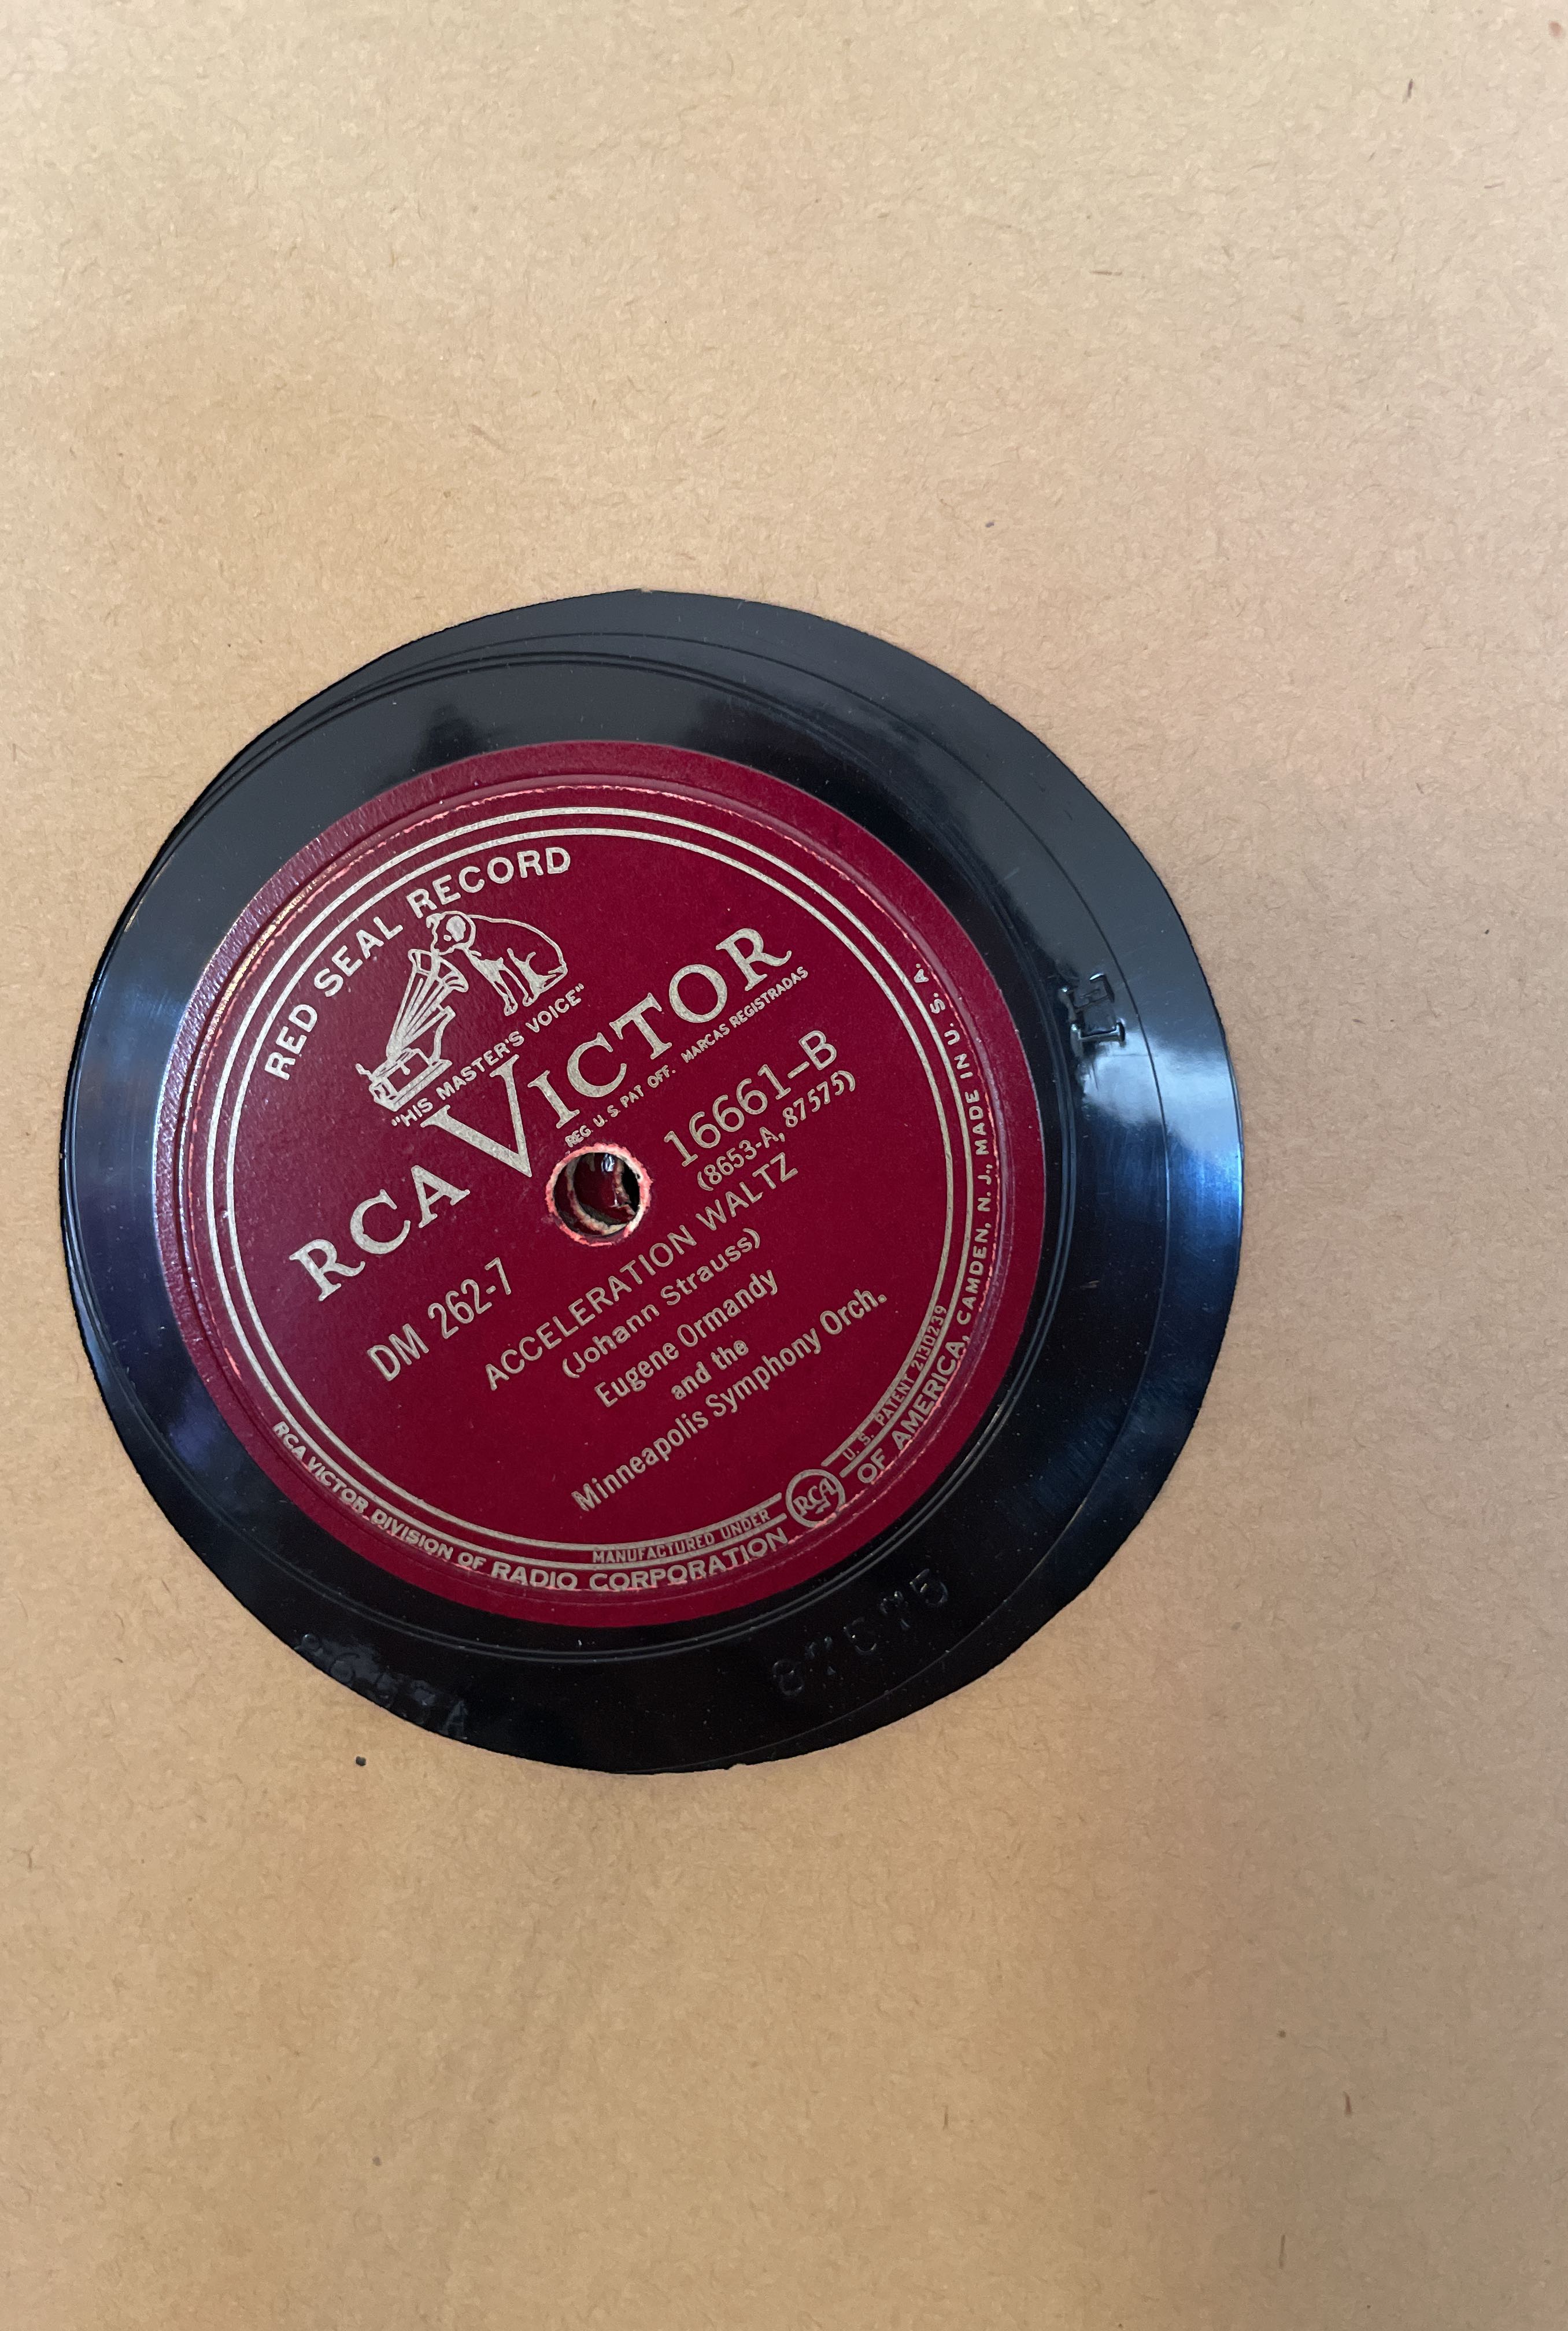 RED SEAL RECORD
"HIS MASTER'S VOICE"
RCA VICTOR
REG. U. S. PAT. OFF. MARCAS REGISTRADAS
16661–B
(8653-A, 87575)
DM 262-7
ACCELERATION WALTZ
(Johann Strauss)
Eugene Ormandy
and the
Minneapolis Symphony Orch.
MANUFACTURED UNDER RCA U. S. PATENT 2130239
RCA VICTOR DIVISION OF RADIO CORPORATION OF AMERICA, CAMDEN, N. J., MADE IN U. S. A.
87575